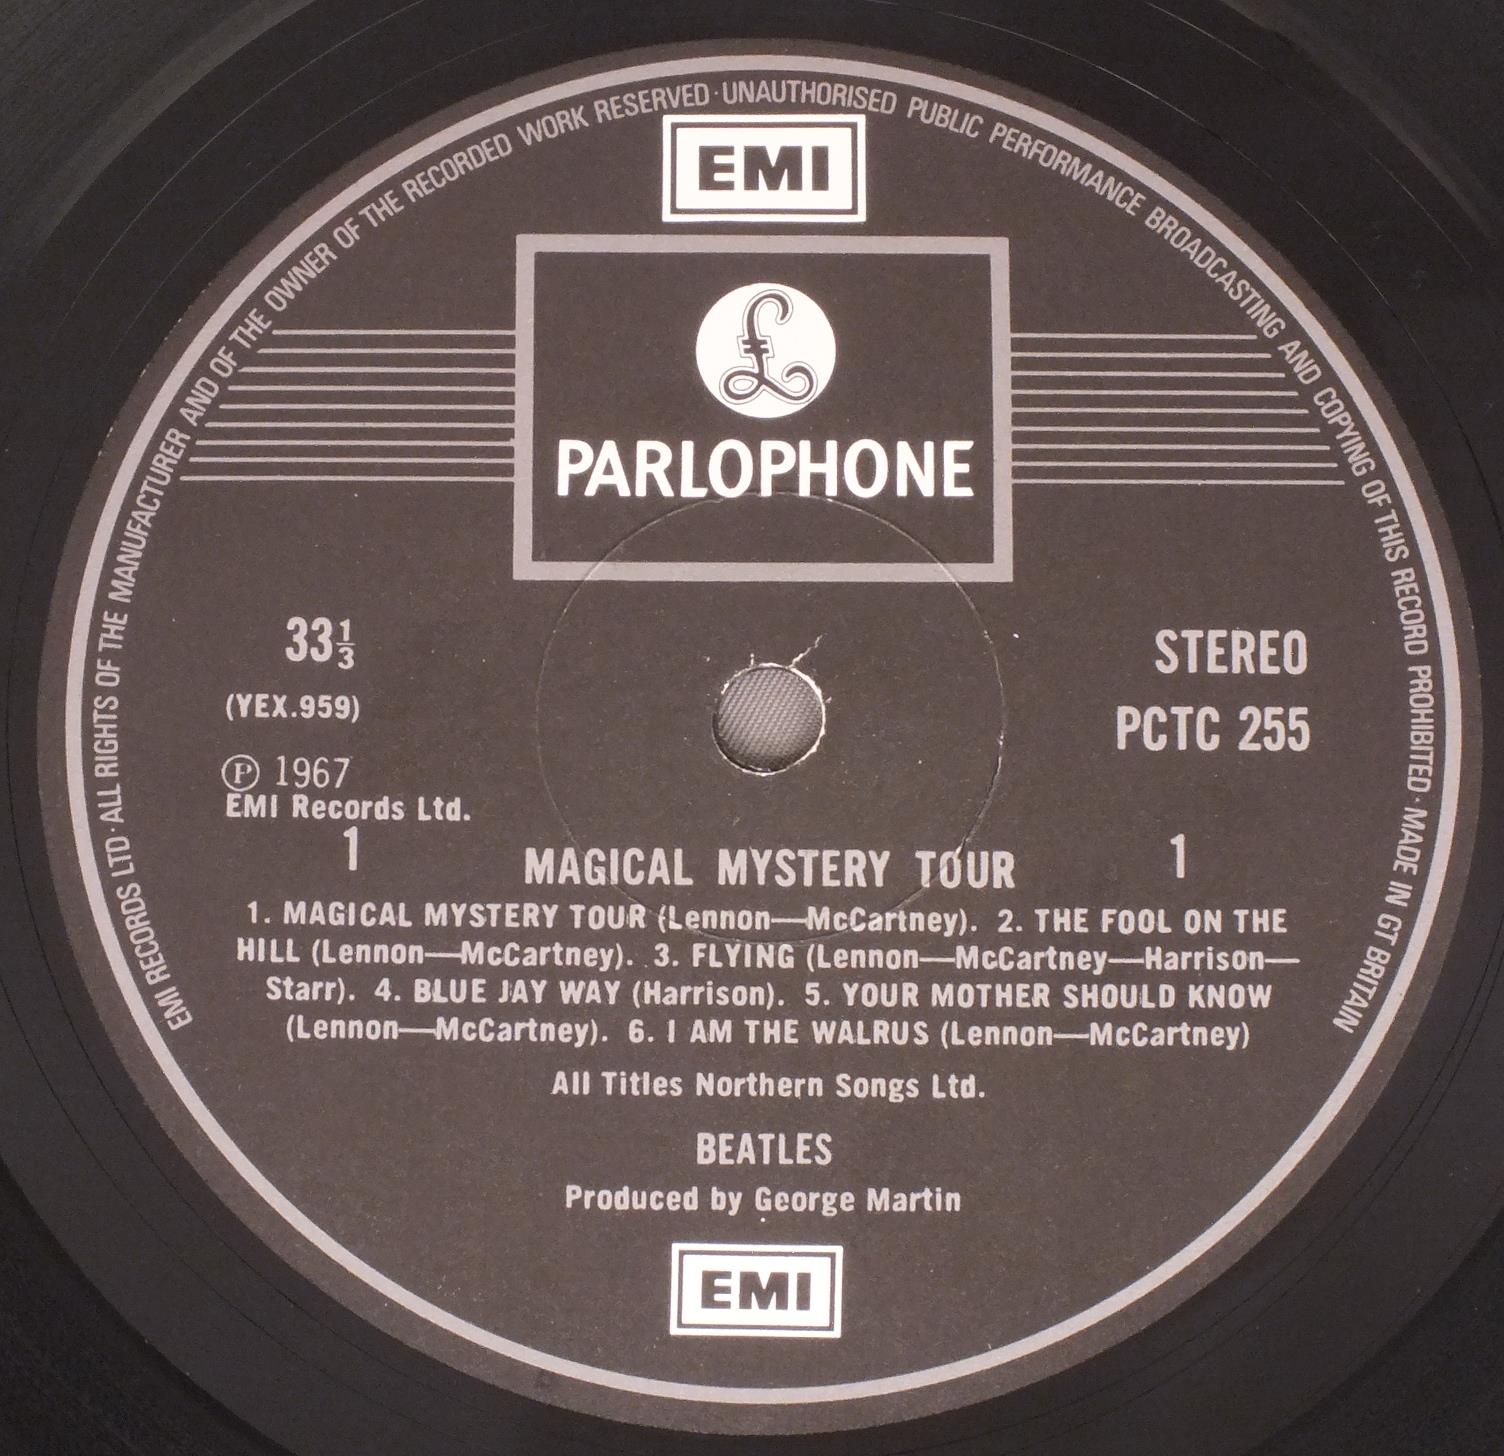 EMI RECORDS LTD·ALL RIGHTS OF THE MANUFACTURER AND OF THE OWNER OF THE RECORDED WORK RESERVED·UNAUTHORISED PUBLIC PERFORMANCE BROADCASTING AND COPYING OF THIS RECORD PROHIBITED·MADE IN GT BRITAIN
EMI
£
PARLOPHONE
33⅓
STEREO
(YEX.959)
PCTC 255
℗ 1967
EMI Records Ltd.
1
MAGICAL MYSTERY TOUR
1
1. MAGICAL MYSTERY TOUR (Lennon—McCartney). 2. THE FOOL ON THE
HILL (Lennon—McCartney). 3. FLYING (Lennon—McCartney—Harrison—
Starr). 4. BLUE JAY WAY (Harrison). 5. YOUR MOTHER SHOULD KNOW
(Lennon—McCartney). 6. I AM THE WALRUS (Lennon—McCartney)
All Titles Northern Songs Ltd.
BEATLES
Produced by George Martin
EMI